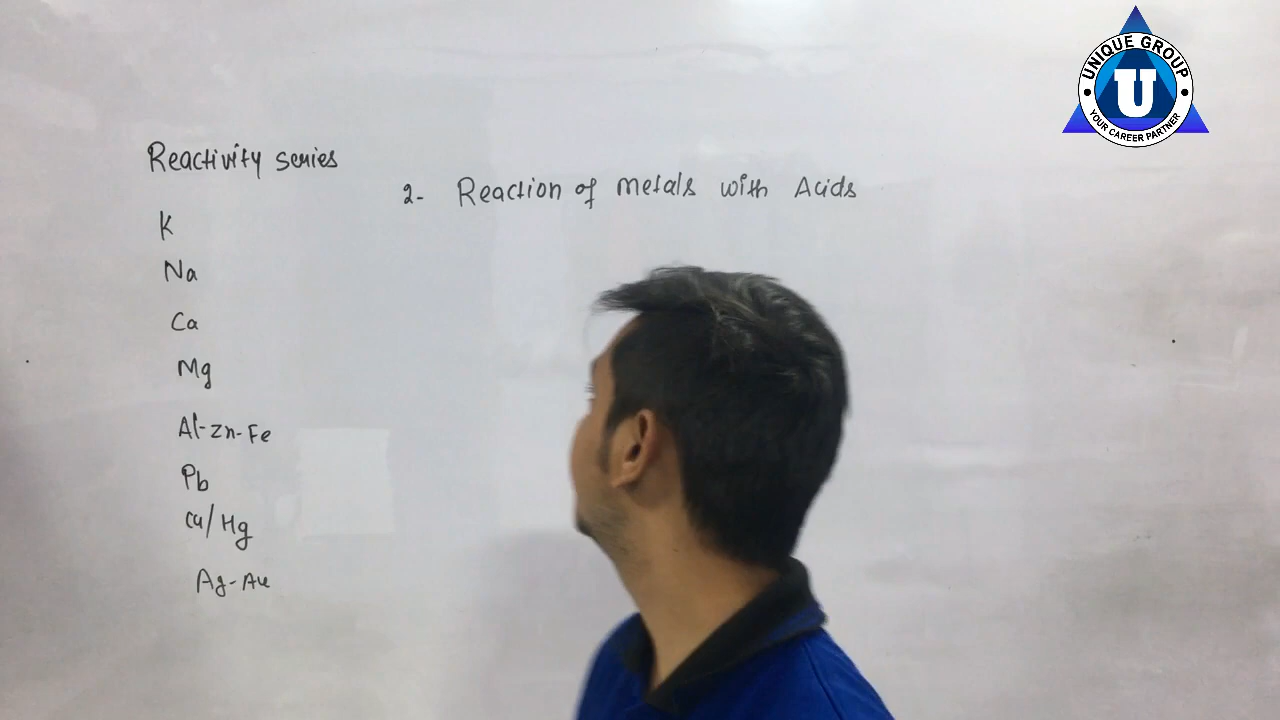 UNIQUE GROUP
U
YOUR CAREER PARTNER
Reactivity series
2- Reaction of Metals with Acids
K
Na
Ca
Mg
Al-Zn-Fe
Pb
Cu/Hg
Ag-Au